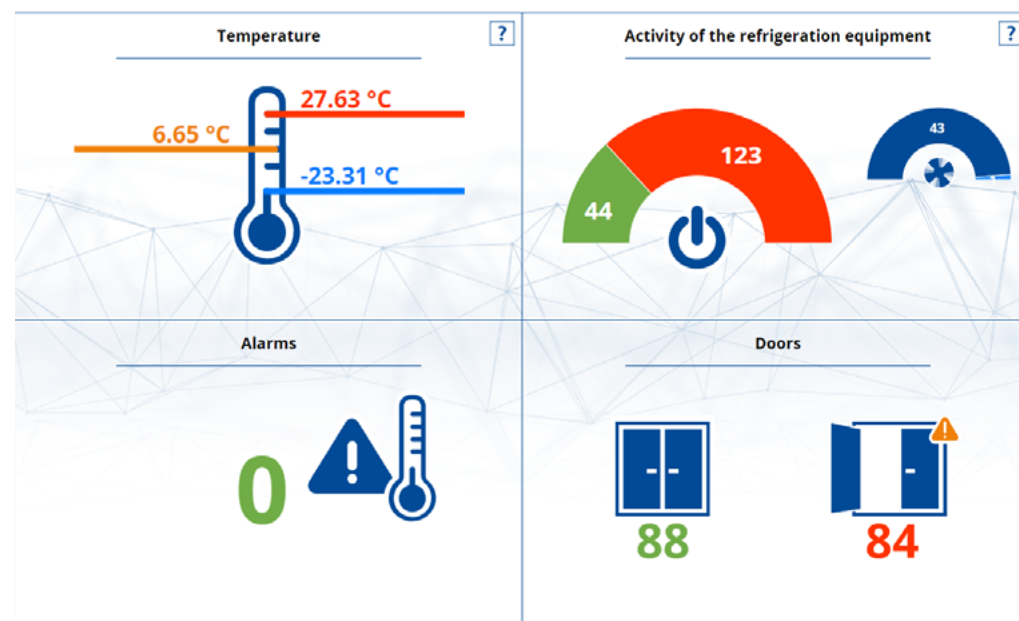 Temperature
?
27.63 °C
6.65 °C
-23.31 °C
Activity of the refrigeration equipment
?
123
44
43
Alarms
0
Doors
88
84